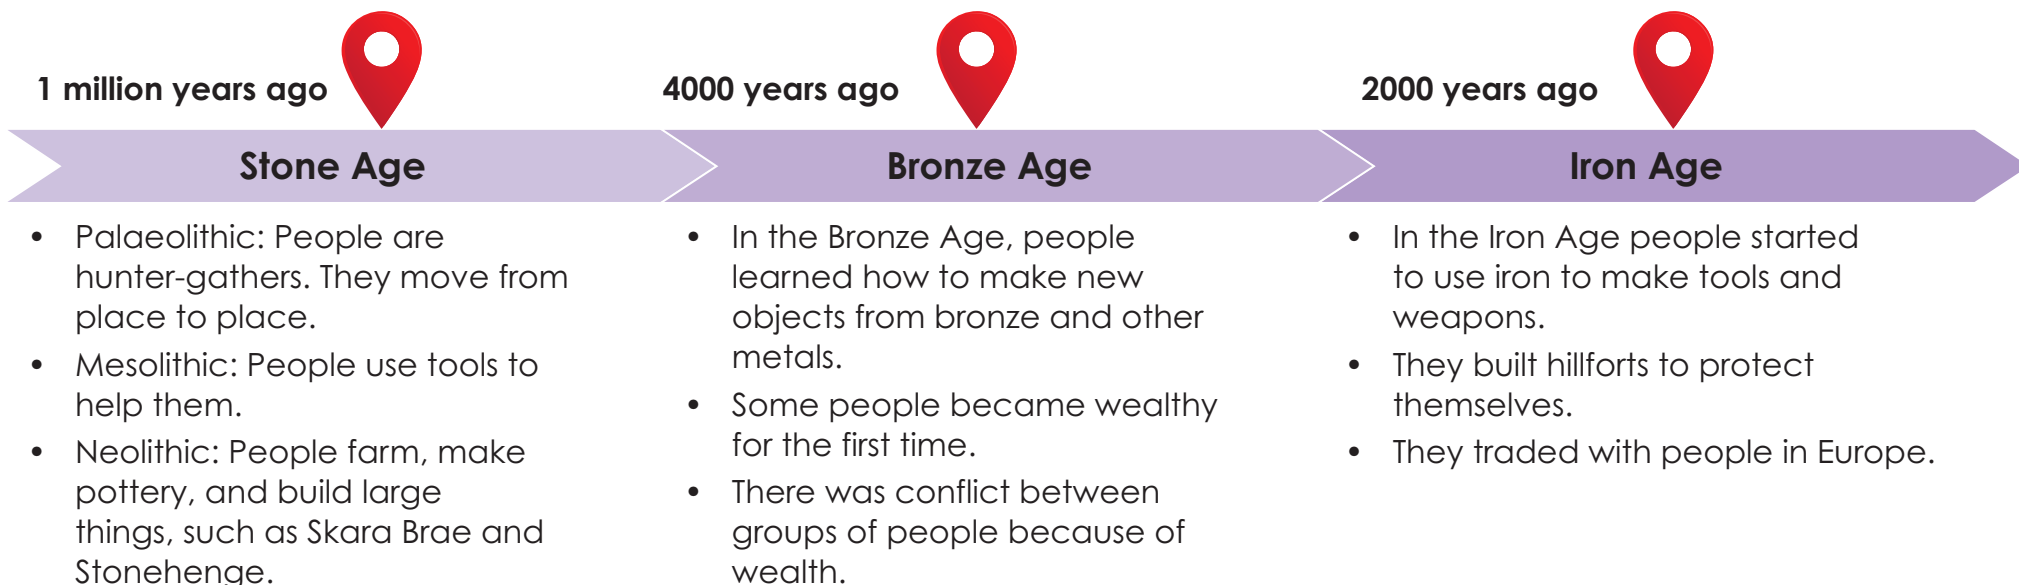 1 million years ago
4000 years ago
2000 years ago
Stone Age
Bronze Age
Iron Age
• Palaeolithic: People are
hunter-gathers. They move from
place to place.
• Mesolithic: People use tools to
help them.
• Neolithic: People farm, make
pottery, and build large
things, such as Skara Brae and
Stonehenge.
• In the Bronze Age, people
learned how to make new
objects from bronze and other
metals.
• Some people became wealthy
for the first time.
• There was conflict between
groups of people because of
wealth.
• In the Iron Age people started
to use iron to make tools and
weapons.
• They built hillforts to protect
themselves.
• They traded with people in Europe.